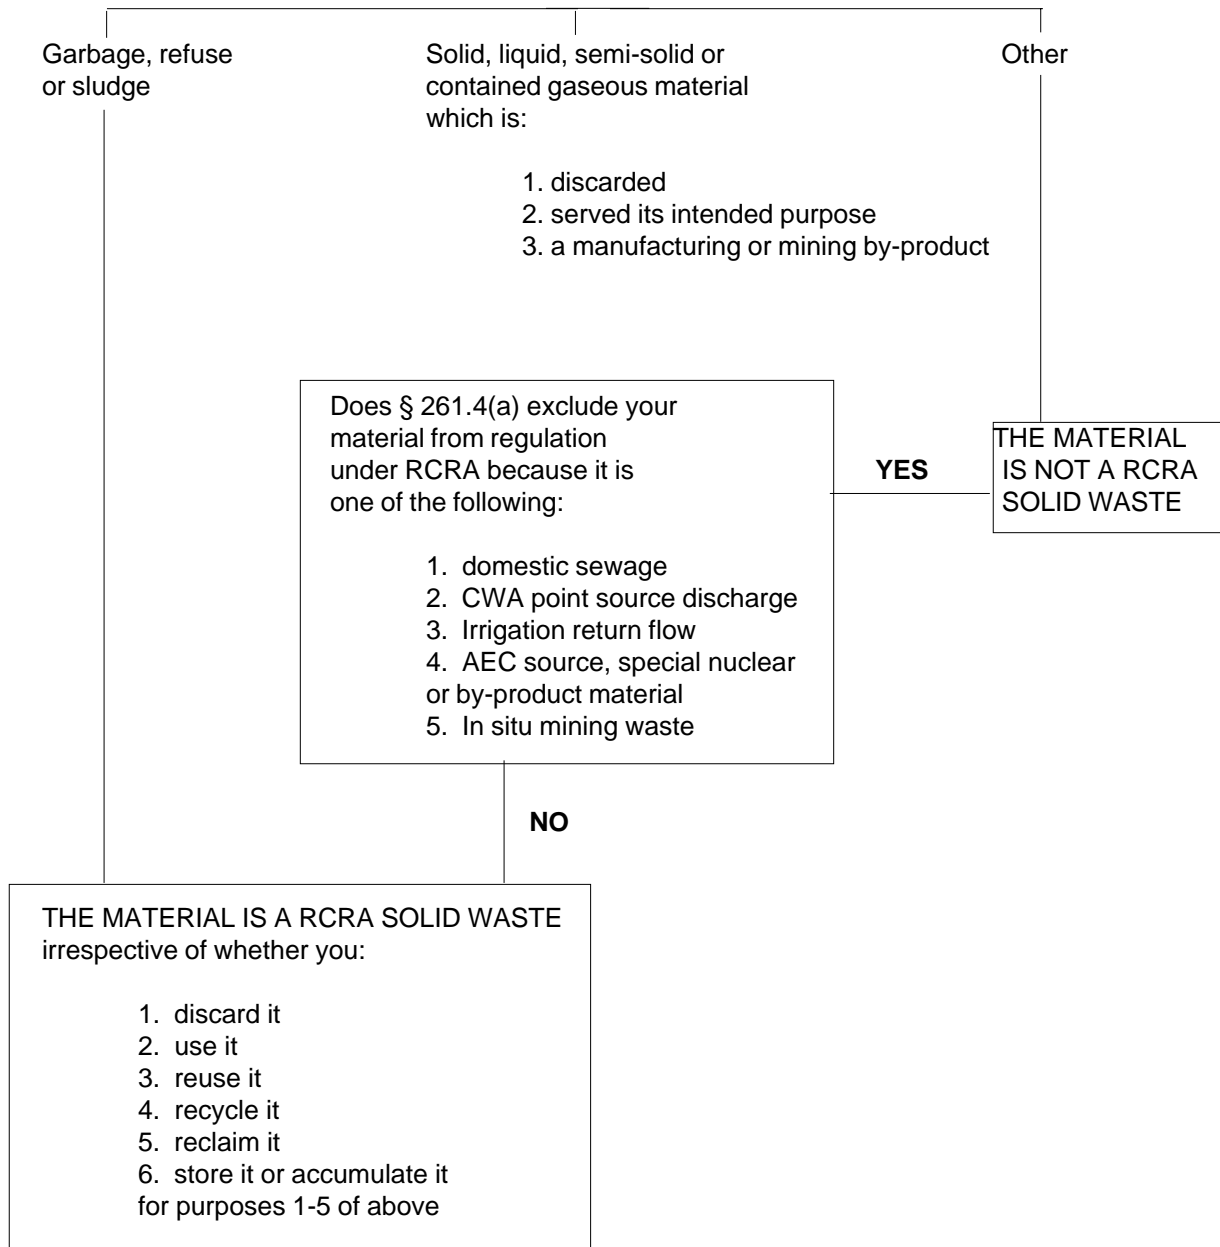 Garbage, refuse
or sludge
Solid, liquid, semi-solid or
contained gaseous material
which is:
1. discarded
2. served its intended purpose
3. a manufacturing or mining by-product
Other
Does § 261.4(a) exclude your
material from regulation
under RCRA because it is
one of the following:
1. domestic sewage
2. CWA point source discharge
3. Irrigation return flow
4. AEC source, special nuclear
or by-product material
5. In situ mining waste
YES
THE MATERIAL
IS NOT A RCRA
SOLID WASTE
NO
THE MATERIAL IS A RCRA SOLID WASTE
irrespective of whether you:
1. discard it
2. use it
3. reuse it
4. recycle it
5. reclaim it
6. store it or accumulate it
for purposes 1-5 of above